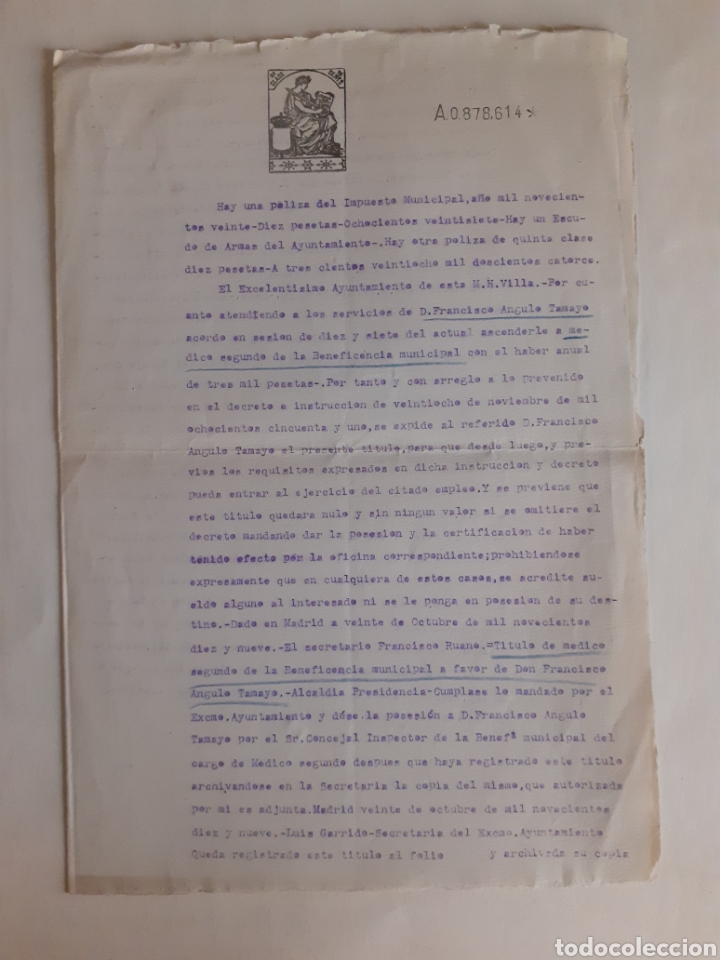 A.0.878.614*
Hay una poliza del Impuesto Municipal,año mil novecien-
tos veinte-Diez pesetas-Ochocientos veintisiete-Hay un Escu-
do de Armas del Ayuntamiento-.Hay otra poliza de quinta clase
diez pesetas-A tres cientos veintiocho mil doscientos catorce.
El Excelentisimo Ayuntamiento de esta M.H.Villa.-Por cu-
anto atendiendo a los servicios de D.Francisco Angulo Tamayo
acordo en sesion de diez y siete del actual ascenderle a me-
dico segundo de la Beneficencia municipal con el haber anual
de tres mil pesetas-.Por tanto y con arreglo a lo prevenido
en el decreto e instruccion de veintiocho de noviembre de mil
ochocientos cincuenta y uno,se expide al referido D.Francisco
Angulo Tamayo el presente titulo,para que desde luego,y pre-
vios los requisitos expresados en dicha instruccion y decreto
pueda entrar al ejercicio del citado empleo.Y se previene que
este titulo quedara nulo y sin ningun valor si se omitiere el
decreto mandando dar la posesion y la certificacion de haber
tenido efecto por la oficina correspondiente;prohibiendose
expresamente que en cualquiera de estos casos,se acredite su-
eldo alguno al interesado ni se le ponga en posesion de su des-
tino.-Dado en Madrid a veinte de Octubre de mil novecientos
diez y nueve.-El secretario Francisco Ruano.=Titulo de medico
segundo de la Beneficencia municipal a favor de Don Francisco
Angulo Tamayo.-Alcaldia Presidencia-Cumplase lo mandado por el
Excmo.Ayuntamiento y dése.la posesión a D.Francisco Angulo
Tamayo por el Sr.Concejal Inspector de la Benefª municipal del
cargo de Medico segundo despues que haya registrado este titulo
archivandose en la Secretaria la copia del mismo,que autorizada
por mi es adjunta.Madrid veinte de octubre de mil novecientos
diez y nueve.-Luis Garrido-Secretaria del Excmo.Ayuntamiento
Queda registrado este titulo al folio y archivada su copia
todocoleccion